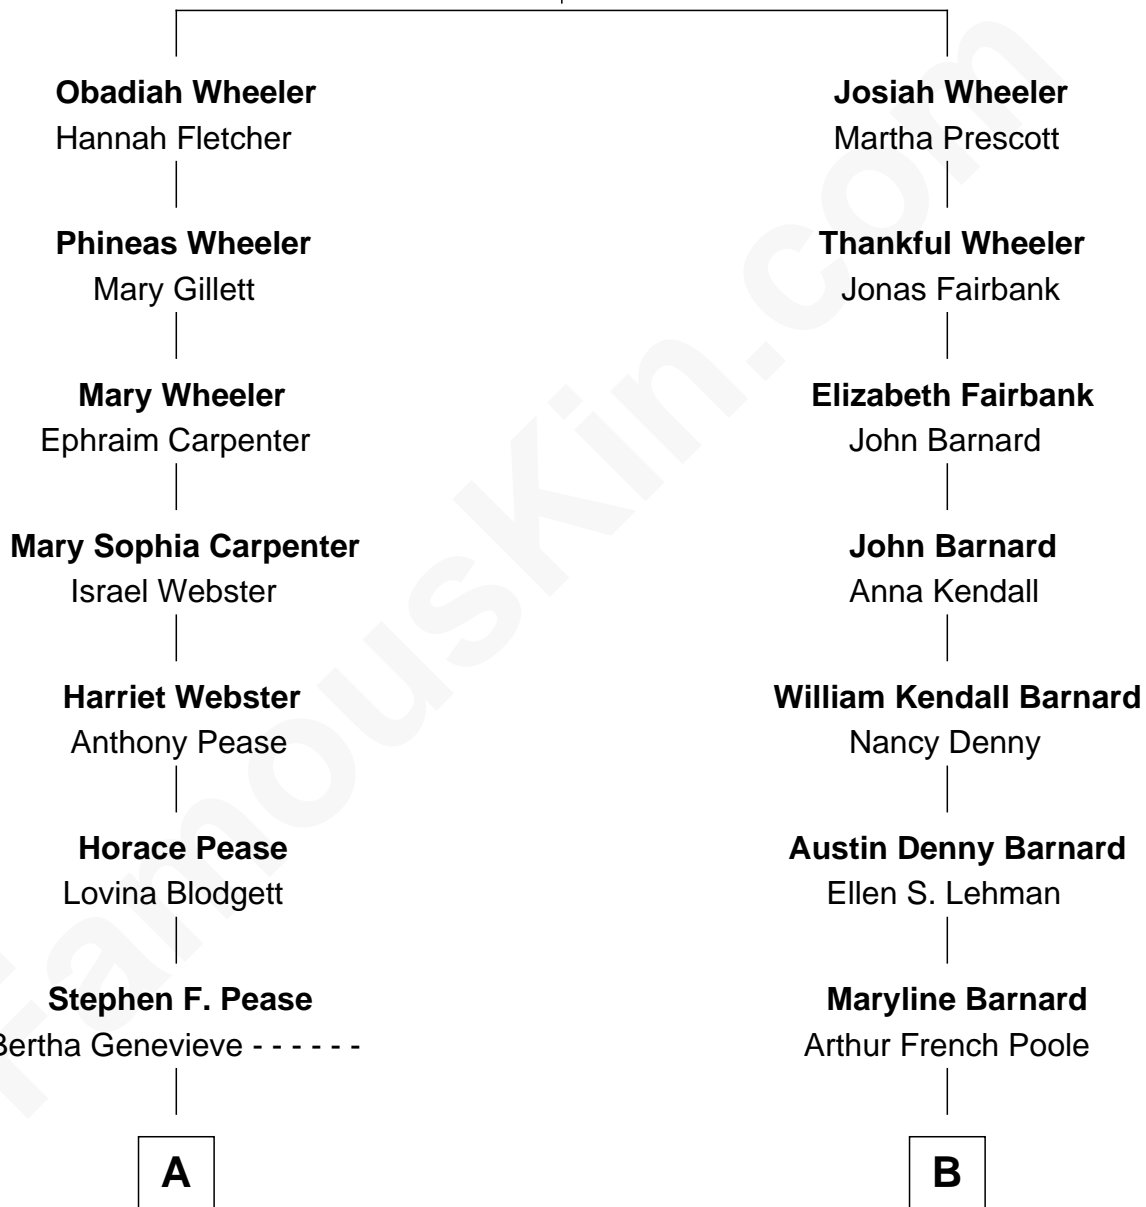 Obadiah Wheeler
Hannah Fletcher
Phineas Wheeler
Mary Gillett
Mary Wheeler
Ephraim Carpenter
Mary Sophia Carpenter
Israel Webster
Harriet Webster
Anthony Pease
Horace Pease
Lovina Blodgett
Stephen F. Pease
Bertha Genevieve - - - - - -
A
Josiah Wheeler
Martha Prescott
Thankful Wheeler
Jonas Fairbank
Elizabeth Fairbank
John Barnard
John Barnard
Anna Kendall
William Kendall Barnard
Nancy Denny
Austin Denny Barnard
Ellen S. Lehman
Maryline Barnard
Arthur French Poole
B
FamousKin.com